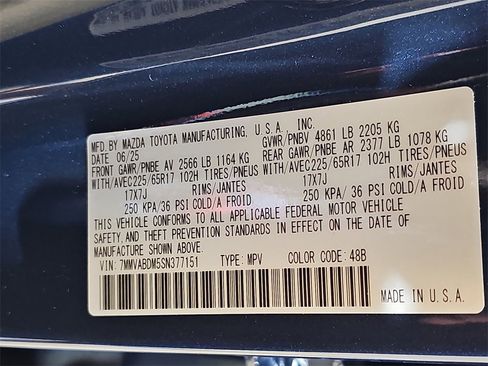 MFD. BY MAZDA TOYOTA MANUFACTURING, U.S.A., INC.
DATE 06/25 GVWR/PNBV 4861 LB 2205 KG
FRONT GAWR/PNBE AV 2566 LB 1164 KG REAR GAWR/PNBE AR 2377 LB 1078 KG
WITH/AVEC225/65R17 102H TIRES/PNEUS WITH/AVEC225/65R17 102H TIRES/PNEUS
17X7J RIMS/JANTES 17X7J RIMS/JANTES
250 KPA/ 36 PSI COLD/A FROID 250 KPA/ 36 PSI COLD/A FROID
THIS VEHICLE CONFORMS TO ALL APPLICABLE FEDERAL MOTOR VEHICLE
SAFETY, AND THEFT PREVENTION STANDARDS IN EFFECT ON THE DATE OF
MANUFACTURE SHOWN ABOVE.
VIN: 7MMVABDM5SN377151 TYPE: MPV COLOR CODE: 48B
MADE IN U.S.A.